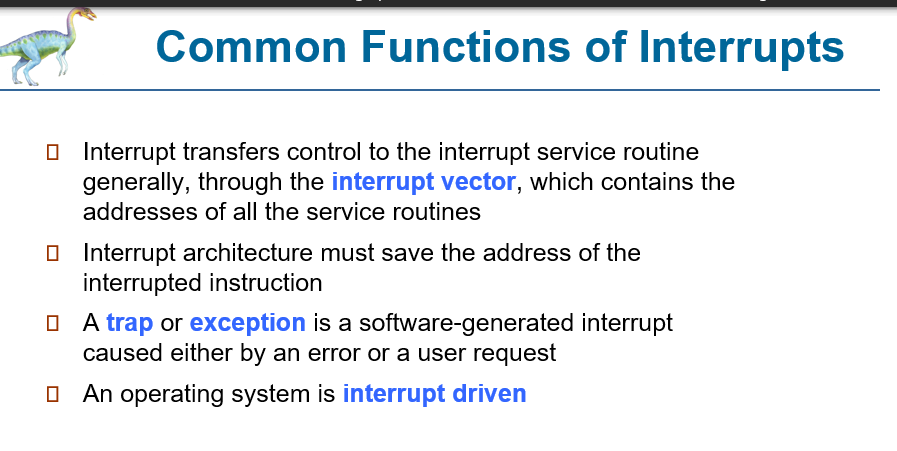 Common Functions of Interrupts
Interrupt transfers control to the interrupt service routine
generally, through the interrupt vector, which contains the
addresses of all the service routines
Interrupt architecture must save the address of the
interrupted instruction
A trap or exception is a software-generated interrupt
caused either by an error or a user request
An operating system is interrupt driven